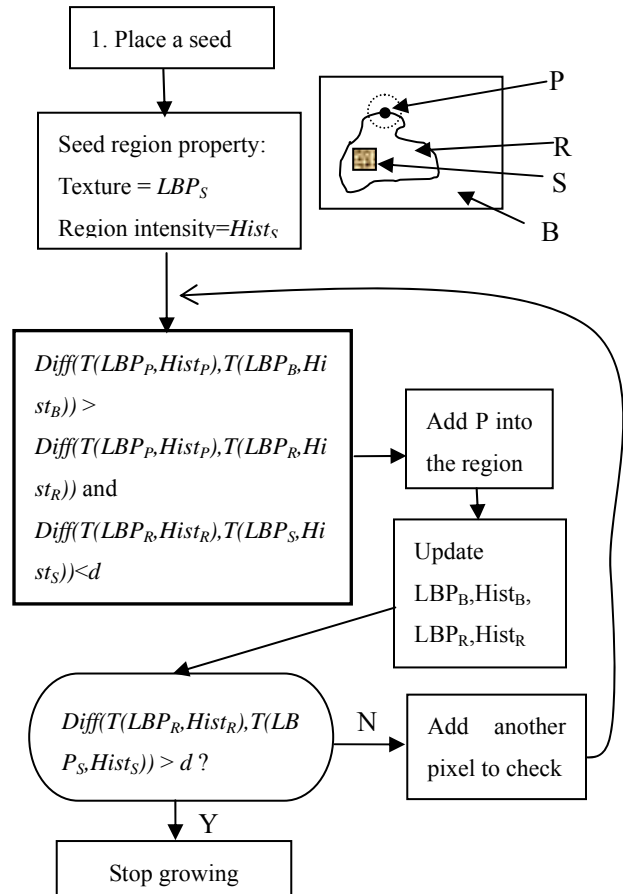 1. Place a seed
P
R
S
B
Seed region property:
Texture = LBP_S
Region intensity=Hist_S
Diff(T(LBP_P,Hist_P),T(LBP_B,Hi
st_B)) >
Diff(T(LBP_P,Hist_P),T(LBP_R,Hi
st_R)) and
Diff(T(LBP_R,Hist_R),T(LBP_S,Hi
st_S))<d
Add P into
the region
Update
LBP_B,Hist_B,
LBP_R,Hist_R
Diff(T(LBP_R,Hist_R),T(LB
P_S,Hist_S)) > d ?
N
Add another
pixel to check
Y
Stop growing